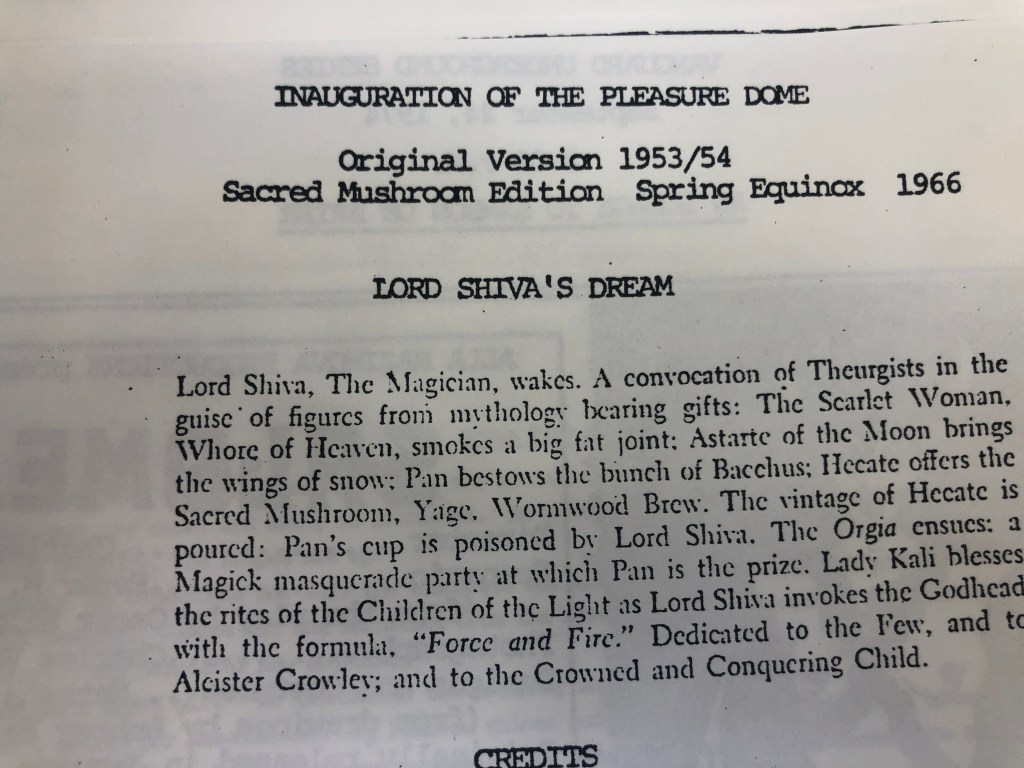 INAUGURATION OF THE PLEASURE DOME
Original Version 1953/54
Sacred Mushroom Edition Spring Equinox 1966
LORD SHIVA'S DREAM
Lord Shiva, The Magician, wakes. A convocation of Theurgists in the
guise of figures from mythology bearing gifts: The Scarlet Woman,
Whore of Heaven, smokes a big fat joint; Astarte of the Moon brings
the wings of snow; Pan bestows the bunch of Bacchus; Hecate offers the
Sacred Mushroom, Yage, Wormwood Brew. The vintage of Hecate is
poured: Pan's cup is poisoned by Lord Shiva. The Orgia ensues: a
Magick masquerade party at which Pan is the prize. Lady Kali blesses
the rites of the Children of the Light as Lord Shiva invokes the Godhead
with the formula, "Force and Fire." Dedicated to the Few, and to
Aleister Crowley; and to the Crowned and Conquering Child.
CREDITS